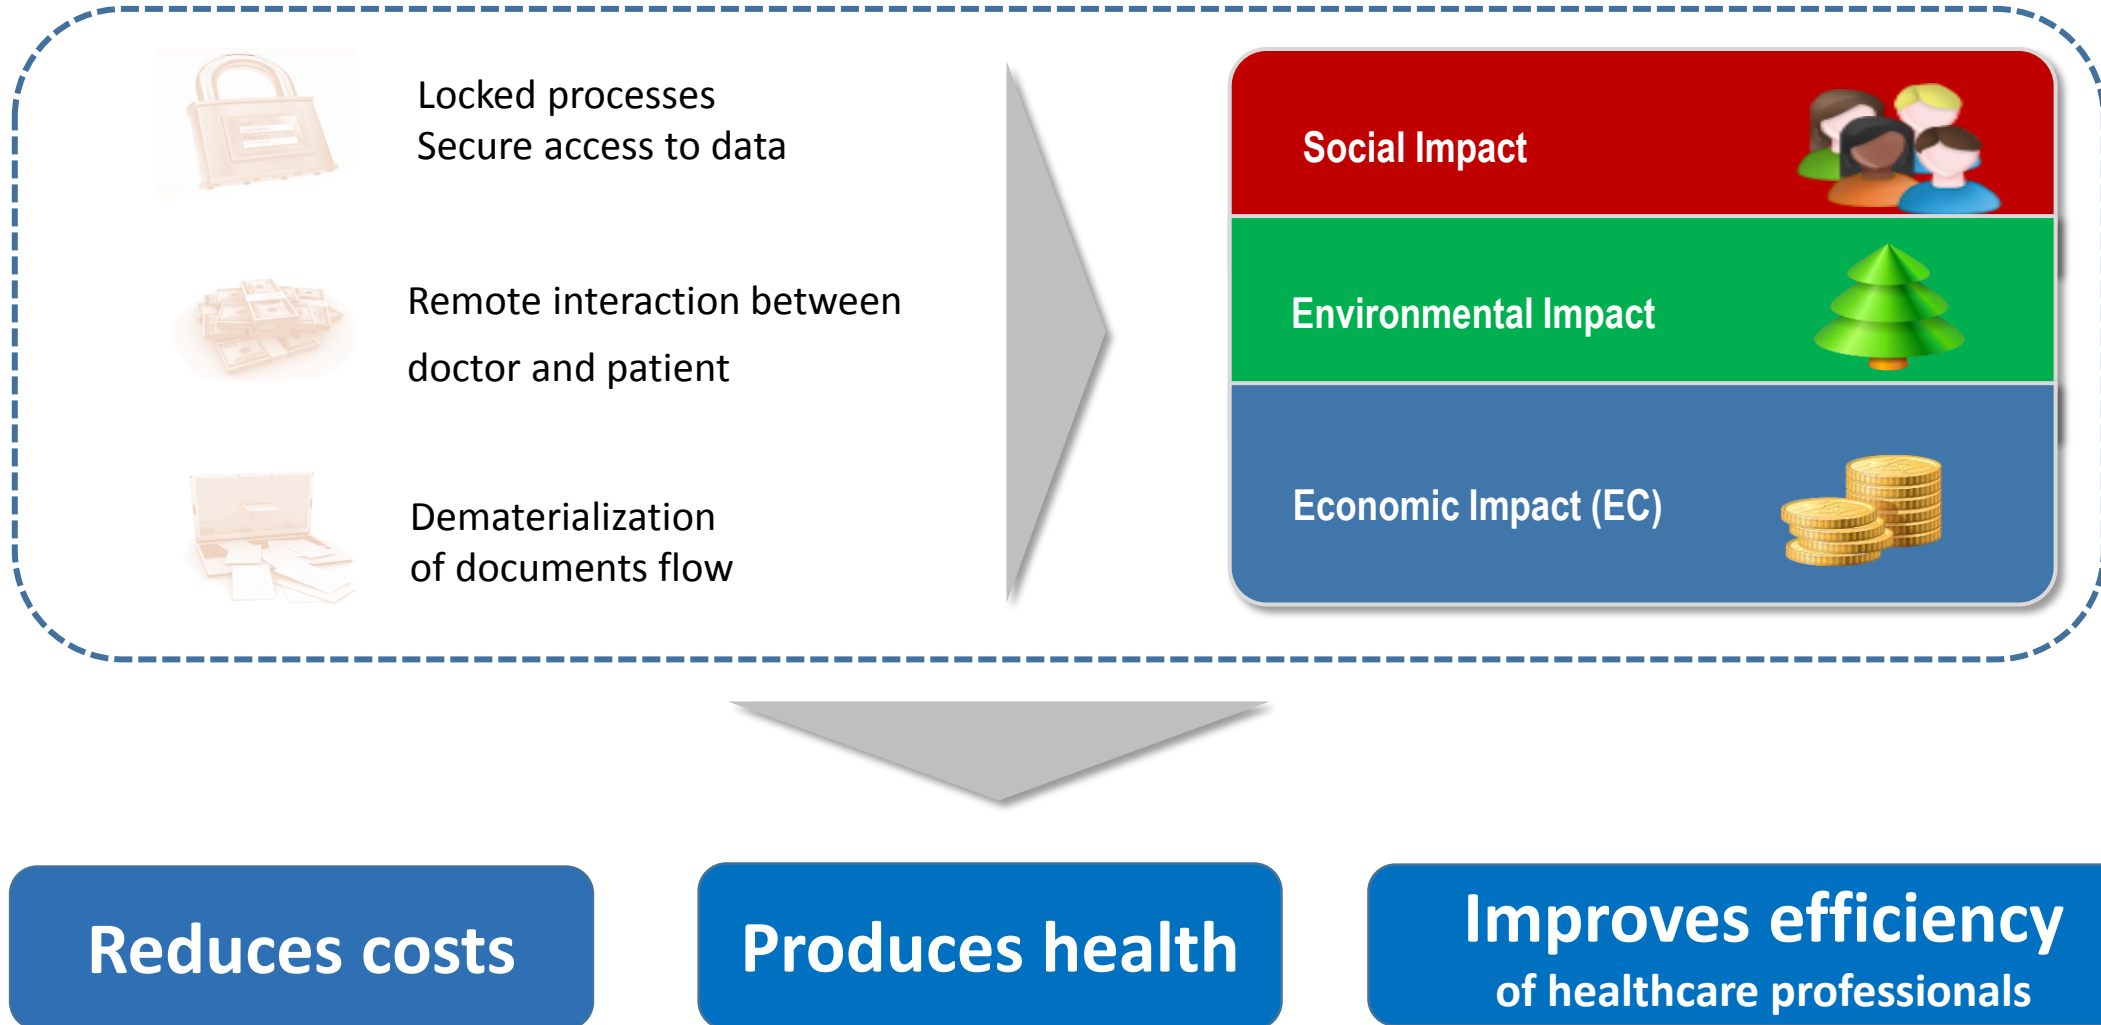 Locked processes
Secure access to data
Remote interaction between
doctor and patient
Dematerialization
of documents flow
Social Impact
Environmental Impact
Economic Impact (EC)
Reduces costs
Produces health
Improves efficiency
of healthcare professionals